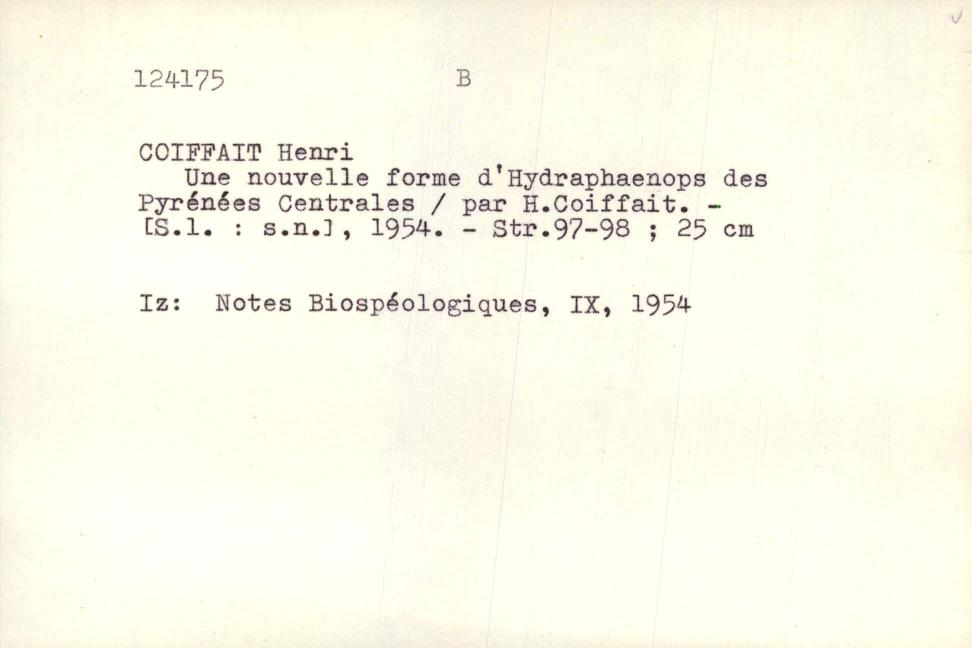 124175 B
COIFFAIT Henri
Une nouvelle forme d'Hydraphaenops des
Pyrénées Centrales / par H.Coiffait. -
[S.l. : s.n.], 1954. - Str.97-98 ; 25 cm
Iz: Notes Biospéologiques, IX, 1954